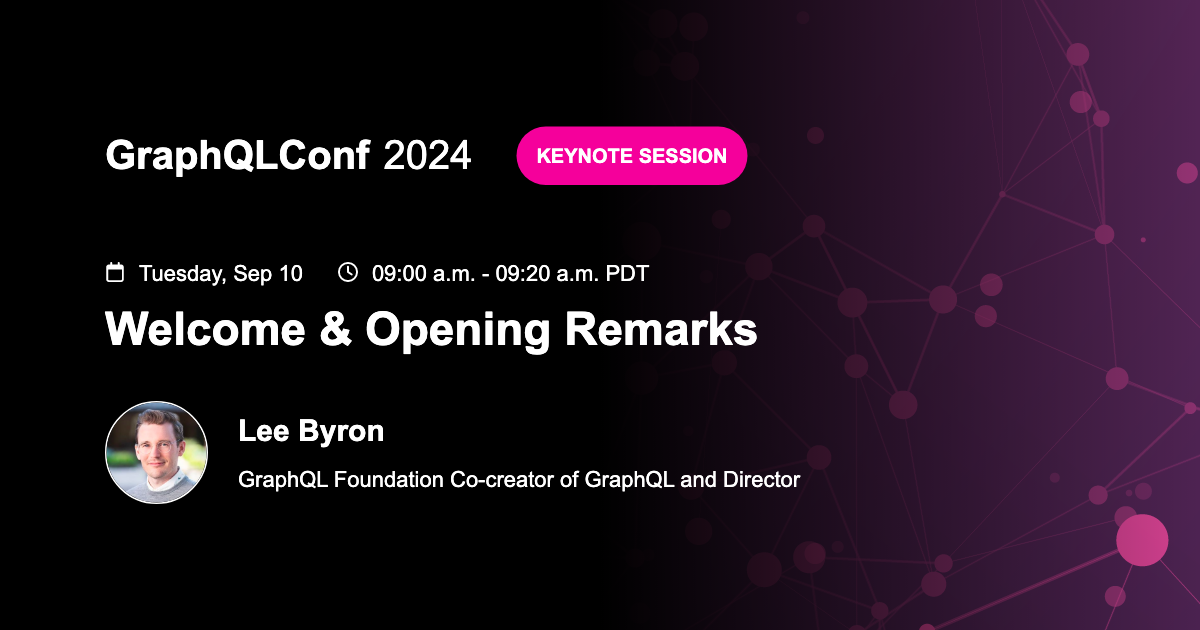 GraphQLConf 2024 KEYNOTE SESSION
Tuesday, Sep 10 09:00 a.m. - 09:20 a.m. PDT
Welcome & Opening Remarks
Lee Byron
GraphQL Foundation Co-creator of GraphQL and Director